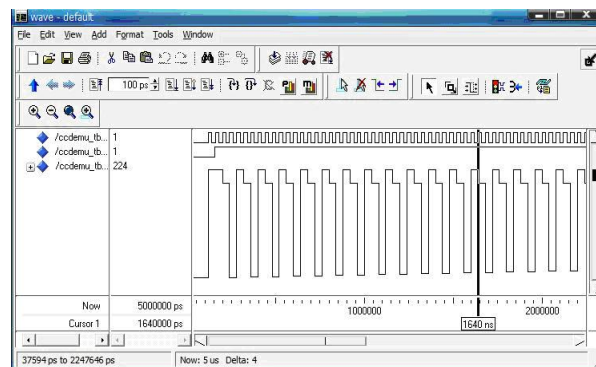 wave - default
File Edit View Add Format Tools Window
100 ps
/ccdemu_tb... 1
/ccdemu_tb... 1
/ccdemu_tb... 224
Now 5000000 ps 1000000 2000000
Cursor 1 1640000 ps 1640 ns
37594 ps to 2247646 ps Now: 5 us Delta: 4